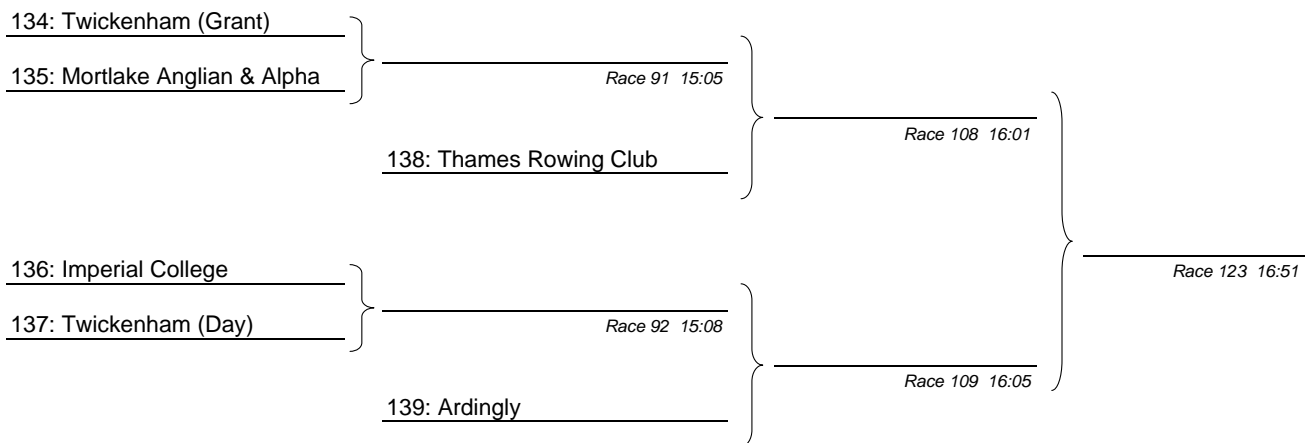 134: Twickenham (Grant)
135: Mortlake Anglian & Alpha
Race 91 15:05
138: Thames Rowing Club
Race 108 16:01
136: Imperial College
137: Twickenham (Day)
Race 92 15:08
139: Ardingly
Race 109 16:05
Race 123 16:51